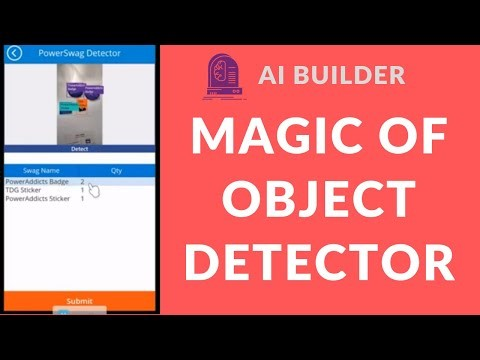 PowerSwag Detector
Detect
Swag Name Qty
PowerAddicts Badge 2
TDG Sticker 1
PowerAddicts Sticker 1
Submit
AI BUILDER
MAGIC OF
OBJECT
DETECTOR